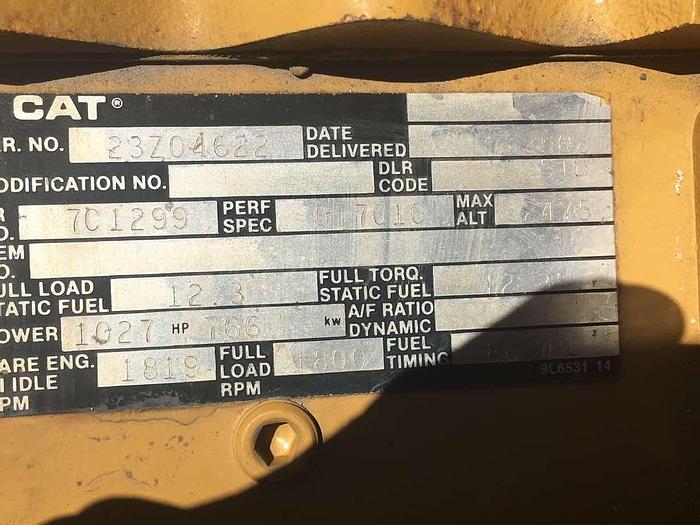 CAT®
R. NO. 23Z04622 DATE DELIVERED
ODIFICATION NO. DLR CODE
R O. 7C1299 PERF SPEC MAX ALT
EM O.
ULL LOAD TATIC FUEL 12.3 FULL TORQ. STATIC FUEL
OWER 1027 HP 766 kw A/F RATIO DYNAMIC
ARE ENG. I IDLE PM 1819 FULL LOAD RPM 1800 FUEL TIMING
9L6531 14